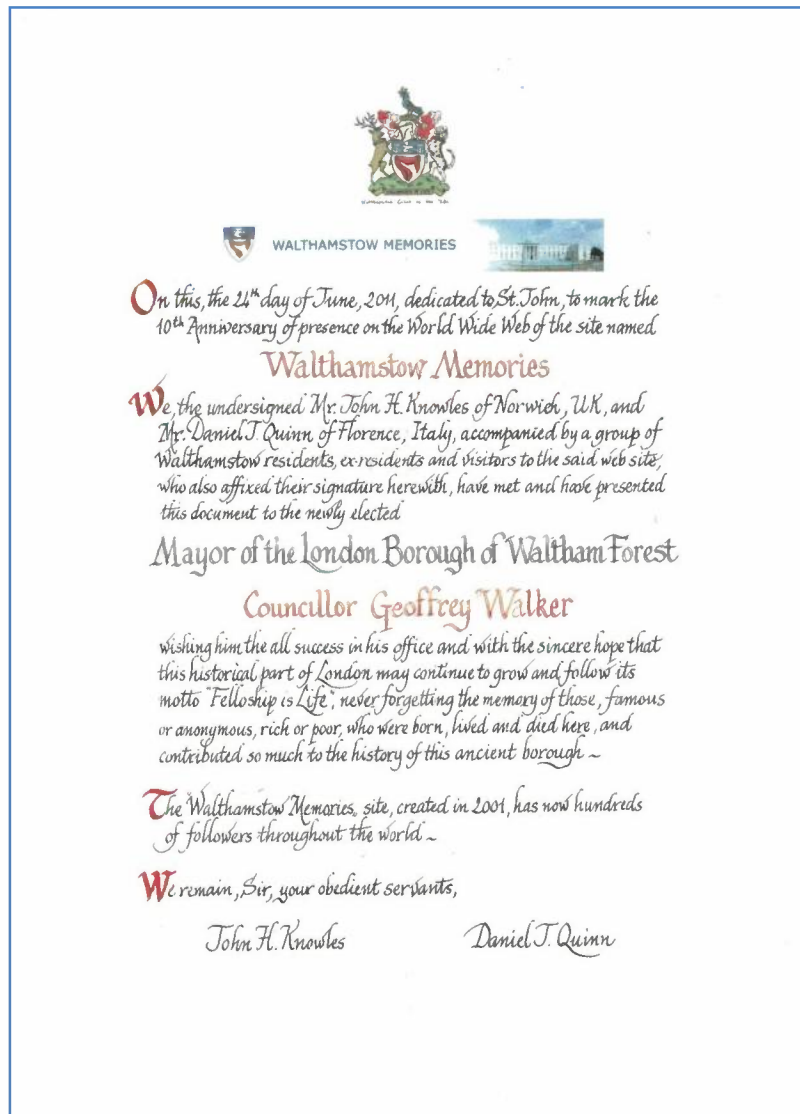 Walthamstow Crest in the
WALTHAMSTOW MEMORIES
On this, the 24th day of June, 2011, dedicated to St. John, to mark the
10th Anniversary of presence on the World Wide Web of the site named
Walthamstow Memories
We, the undersigned Mr. John H. Knowles of Norwich, UK, and
Mr. Daniel T. Quinn of Florence, Italy, accompanied by a group of
Walthamstow residents, ex-residents and visitors to the said web site,
who also affixed their signature herewith, have met and have presented
this document to the newly elected
Mayor of the London Borough of Waltham Forest
Councillor Geoffrey Walker
wishing him the all success in his office and with the sincere hope that
this historical part of London may continue to grow and follow its
motto "Felloship is Life", never forgetting the memory of those, famous
or anonymous, rich or poor, who were born, lived and died here, and
contributed so much to the history of this ancient borough ~
The Walthamstow Memories, site, created in 2001, has now hundreds
of followers throughout the world ~
We remain, Sir, your obedient servants,
John H. Knowles Daniel T. Quinn